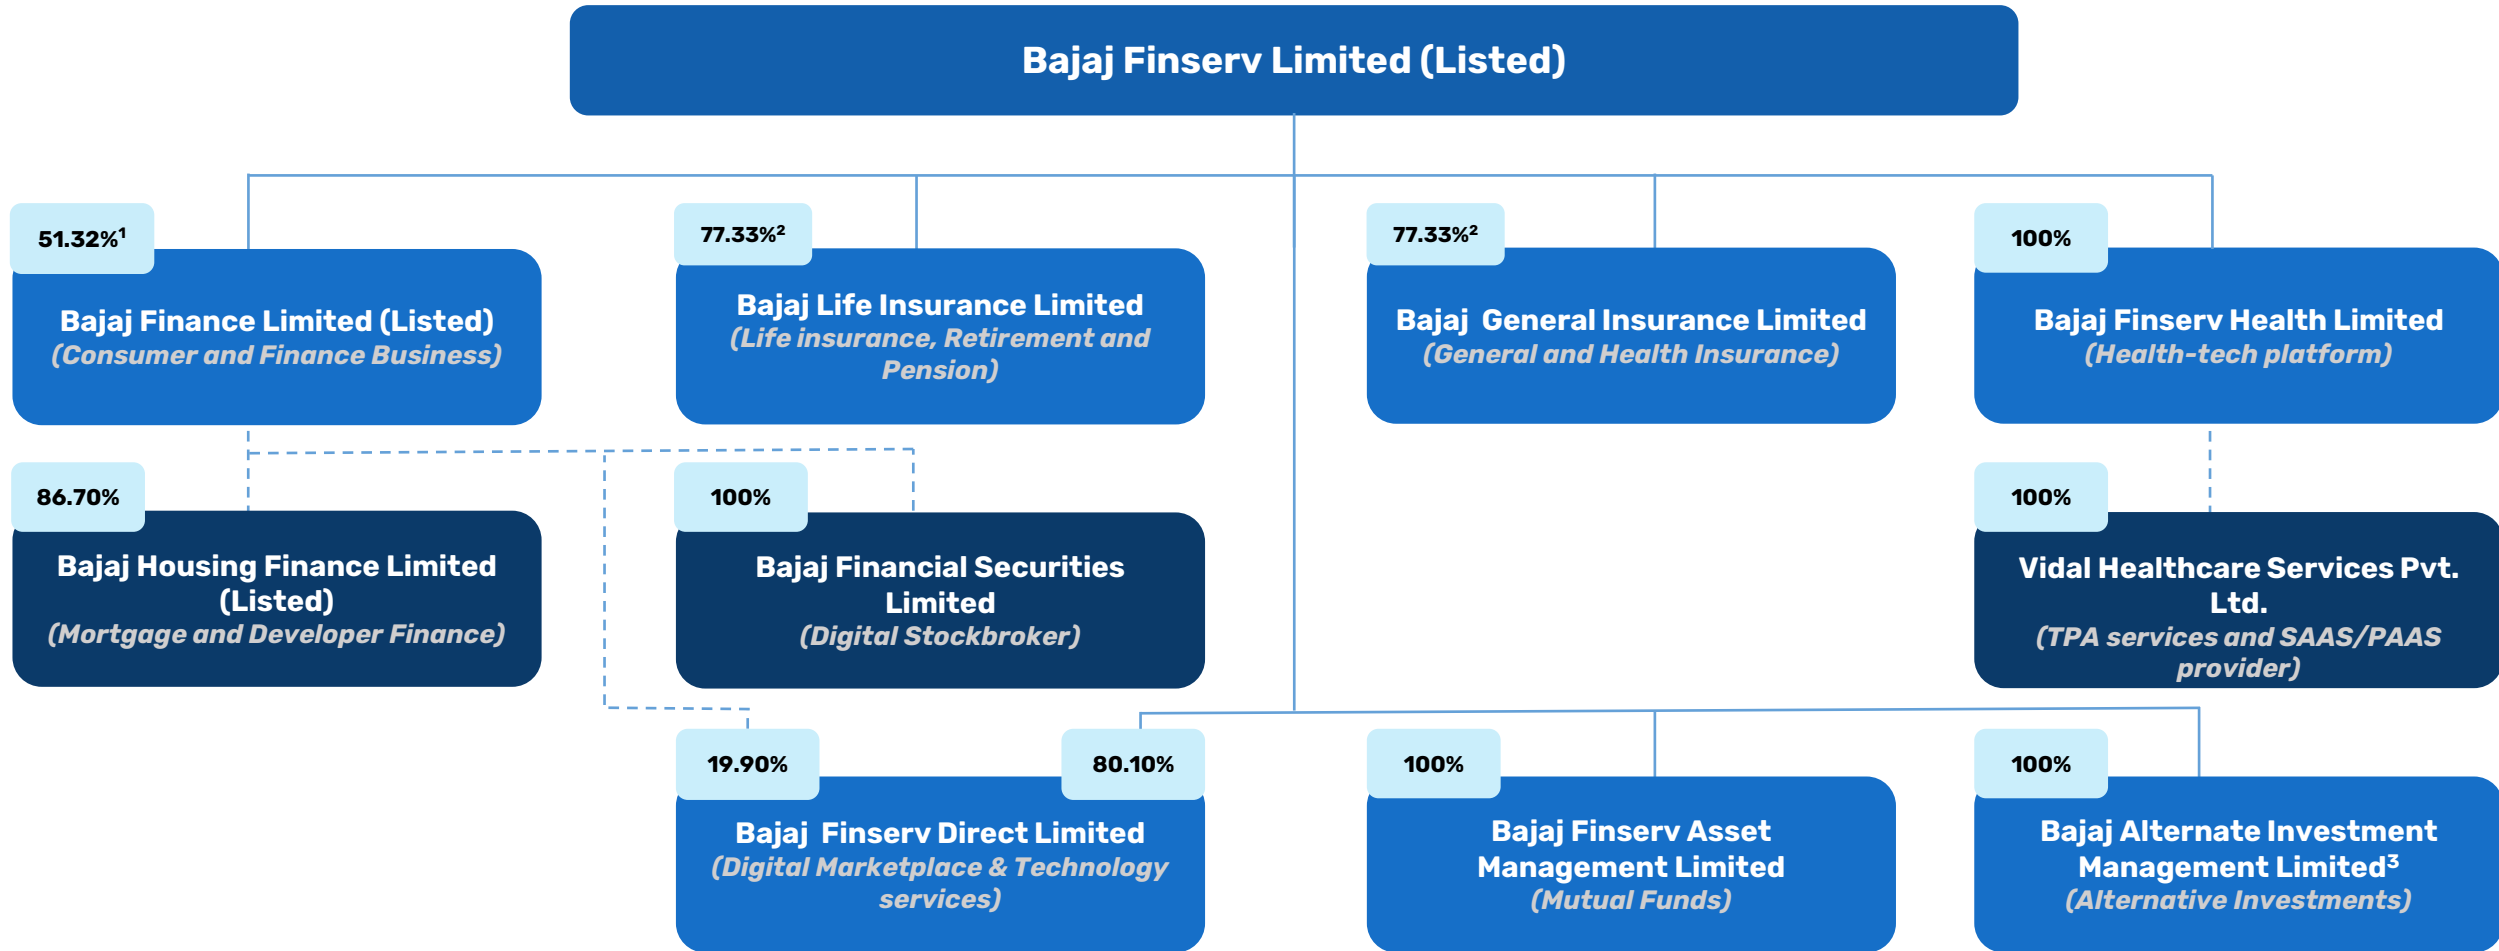 Bajaj Finserv Limited (Listed)
51.32%¹
Bajaj Finance Limited (Listed)
(Consumer and Finance Business)
77.33%²
Bajaj Life Insurance Limited
(Life insurance, Retirement and
Pension)
77.33%²
Bajaj General Insurance Limited
(General and Health Insurance)
100%
Bajaj Finserv Health Limited
(Health-tech platform)
86.70%
Bajaj Housing Finance Limited
(Listed)
(Mortgage and Developer Finance)
100%
Bajaj Financial Securities
Limited
(Digital Stockbroker)
100%
Vidal Healthcare Services Pvt.
Ltd.
(TPA services and SAAS/PAAS
provider)
19.90%
80.10%
Bajaj Finserv Direct Limited
(Digital Marketplace & Technology
services)
100%
Bajaj Finserv Asset
Management Limited
(Mutual Funds)
100%
Bajaj Alternate Investment
Management Limited³
(Alternative Investments)